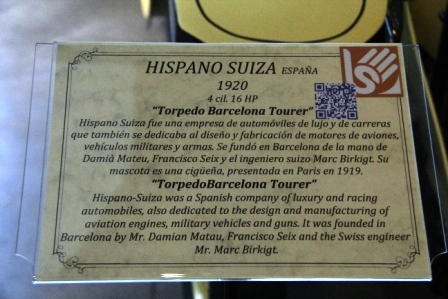 HISPANO SUIZA ESPAÑA
1920
4 cil. 16 HP
"Torpedo Barcelona Tourer"
Hispano Suiza fue una empresa de automóviles de lujo y de carreras
que también se dedicaba al diseño y fabricación de motores de aviones,
vehículos militares y armas. Se fundó en Barcelona de la mano de
Damià Mateu, Francisco Seix y el ingeniero suizo Marc Birkigt. Su
mascota es una cigüeña, presentada en Paris en 1919.
"TorpedoBarcelona Tourer"
Hispano-Suiza was a Spanish company of luxury and racing
automobiles, also dedicated to the design and manufacturing of
aviation engines, military vehicles and guns. It was founded in
Barcelona by Mr. Damian Matau, Francisco Seix and the Swiss engineer
Mr. Marc Birkigt.